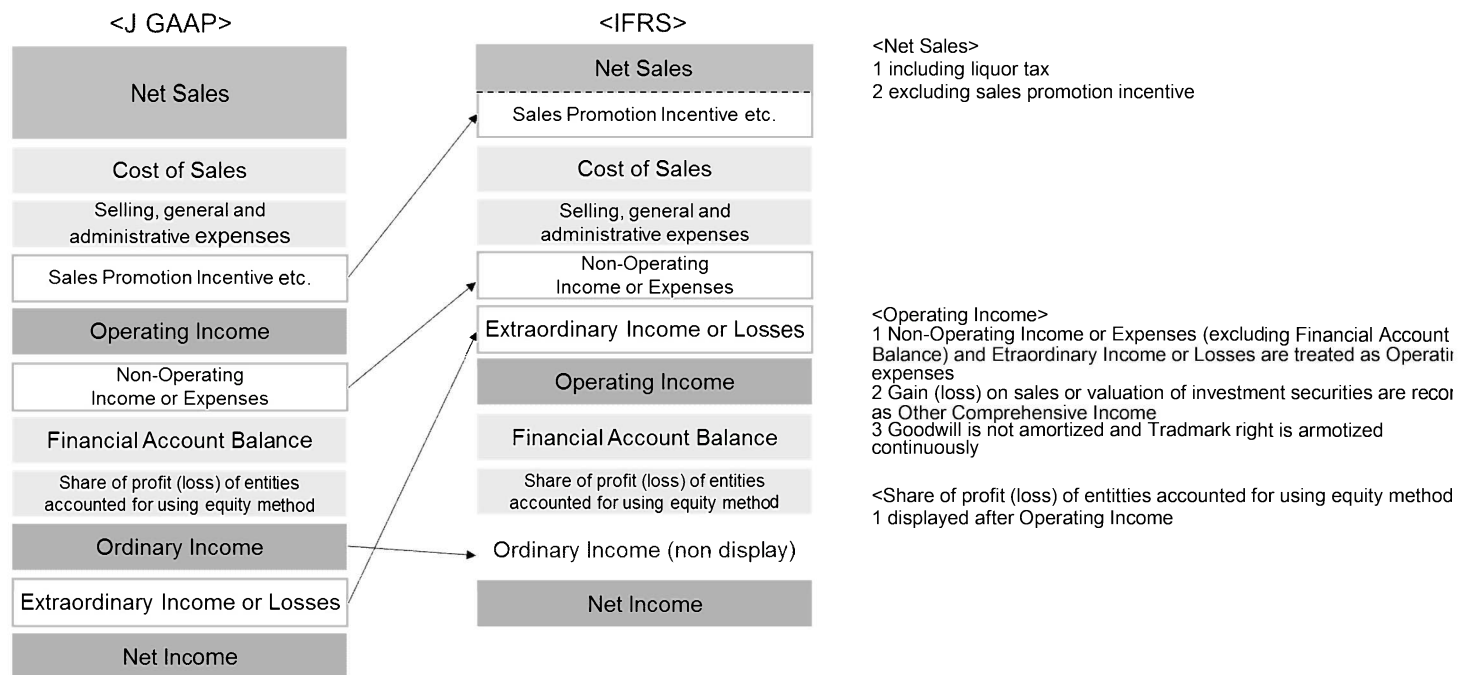 <J GAAP>
Net Sales
Cost of Sales
Selling, general and
administrative expenses
Sales Promotion Incentive etc.
Operating Income
Non-Operating
Income or Expenses
Financial Account Balance
Share of profit (loss) of entities
accounted for using equity method
Ordinary Income
Extraordinary Income or Losses
Net Income
<IFRS>
Net Sales
Sales Promotion Incentive etc.
Cost of Sales
Selling, general and
administrative expenses
Non-Operating
Income or Expenses
Extraordinary Income or Losses
Operating Income
Financial Account Balance
Share of profit (loss) of entities
accounted for using equity method
Ordinary Income (non display)
Net Income
<Net Sales>
1 including liquor tax
2 excluding sales promotion incentive
<Operating Income>
1 Non-Operating Income or Expenses (excluding Financial Account
Balance) and Etraordinary Income or Losses are treated as
expenses
2 Gain (loss) on sales or valuation of investment securities are
as Other Comprehensive Income
3 Goodwill is not amortized and Tradmark right is armotized
continuously
<Share of profit (loss) of entitties accounted for using equity method
1 displayed after Operating Income